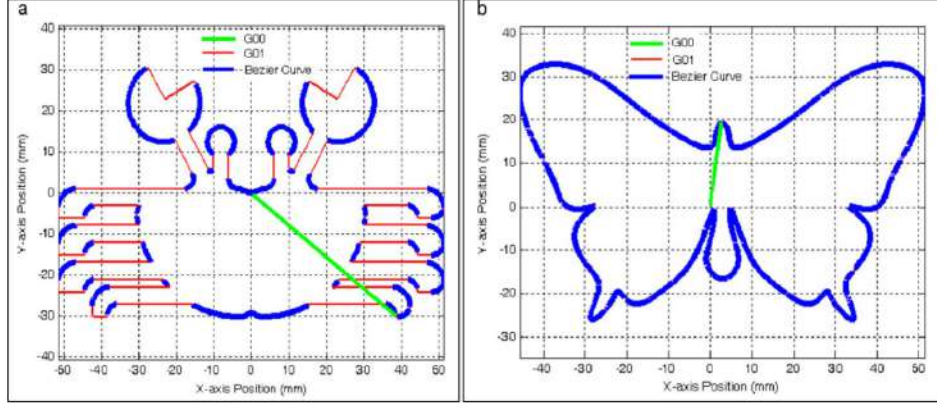 a
40
30
20
10
0
-10
-20
-30
-40
Y-axis Position (mm)
G00
G01
Bezier Curve
-50 -40 -30 -20 -10 0 10 20 30 40 50
X-axis Position (mm)
b
40
30
20
10
0
-10
-20
-30
Y-axis Position (mm)
G00
G01
Bezier Curve
-40 -30 -20 -10 0 10 20 30 40 50
X-axis Position (mm)